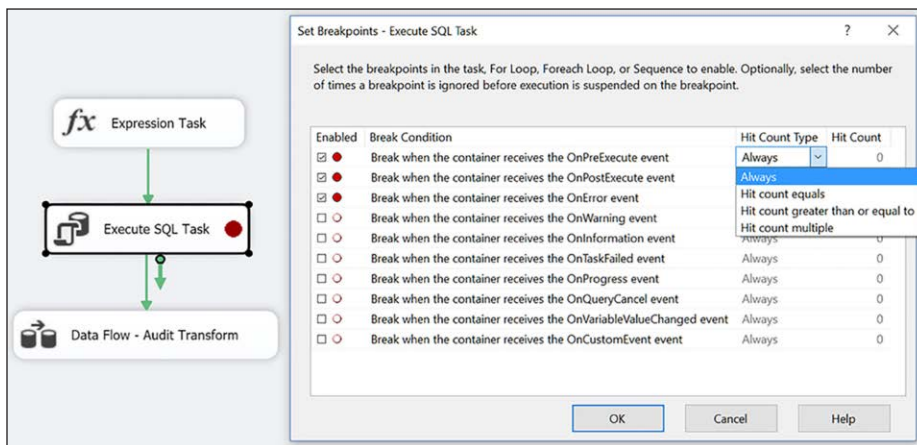 Set Breakpoints - Execute SQL Task ? ×
Select the breakpoints in the task, For Loop, Foreach Loop, or Sequence to enable. Optionally, select the number
of times a breakpoint is ignored before execution is suspended on the breakpoint.
fx Expression Task
Execute SQL Task
Data Flow - Audit Transform
Enabled Break Condition Hit Count Type Hit Count
Break when the container receives the OnPreExecute event Always 0
Break when the container receives the OnPostExecute event
Break when the container receives the OnError event
Break when the container receives the OnWarning event
Break when the container receives the OnInformation event Always 0
Break when the container receives the OnTaskFailed event Always 0
Break when the container receives the OnProgress event Always 0
Break when the container receives the OnQueryCancel event Always 0
Break when the container receives the OnVariableValueChanged event Always 0
Break when the container receives the OnCustomEvent event Always 0
Always
Hit count equals
Hit count greater than or equal to
Hit count multiple
OK Cancel Help